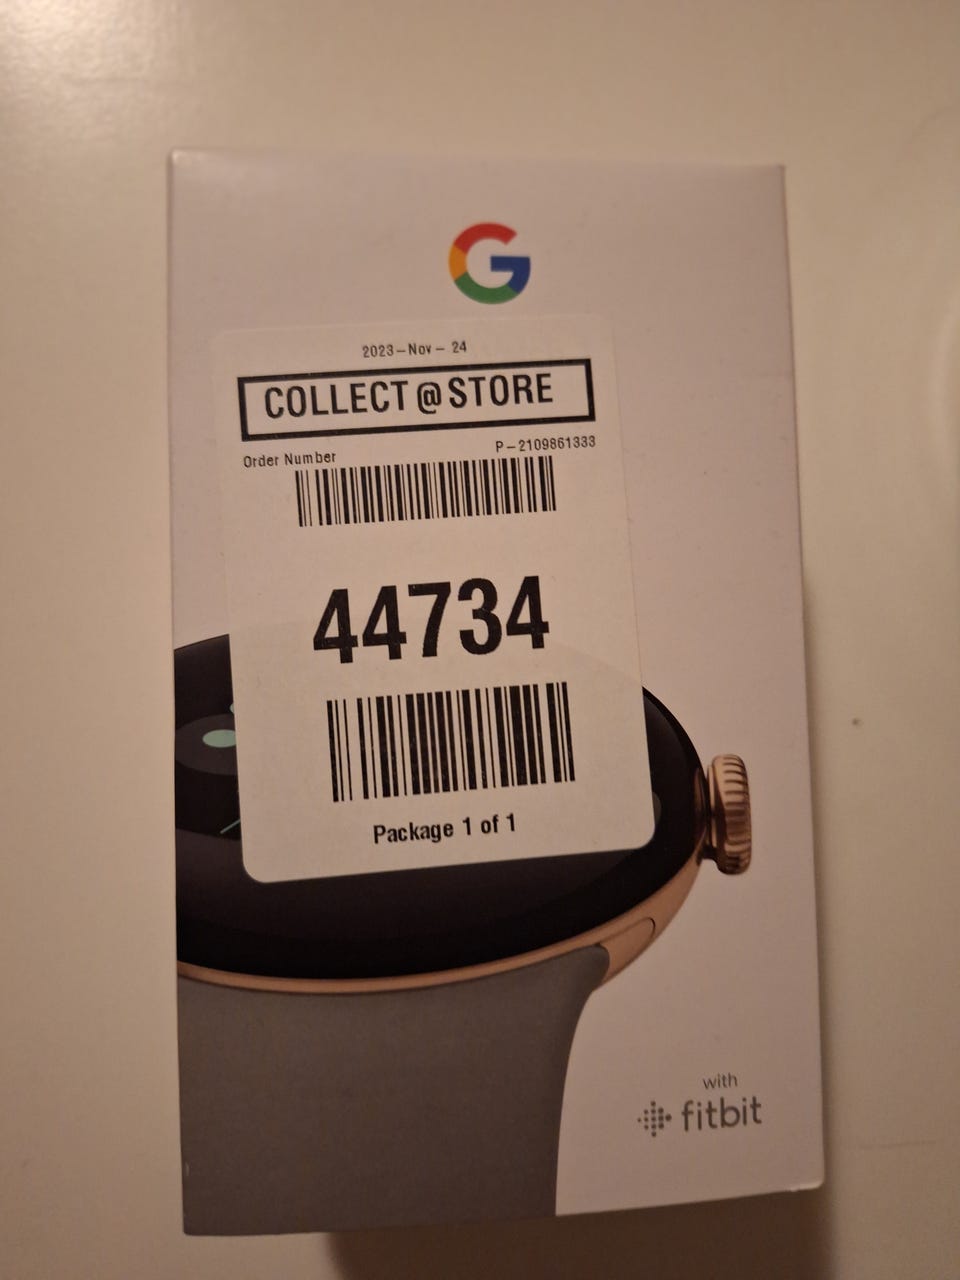 G
2023-Nov- 24
COLLECT@STORE
Order Number P-2109861333
44734
Package 1 of 1
with
fitbit